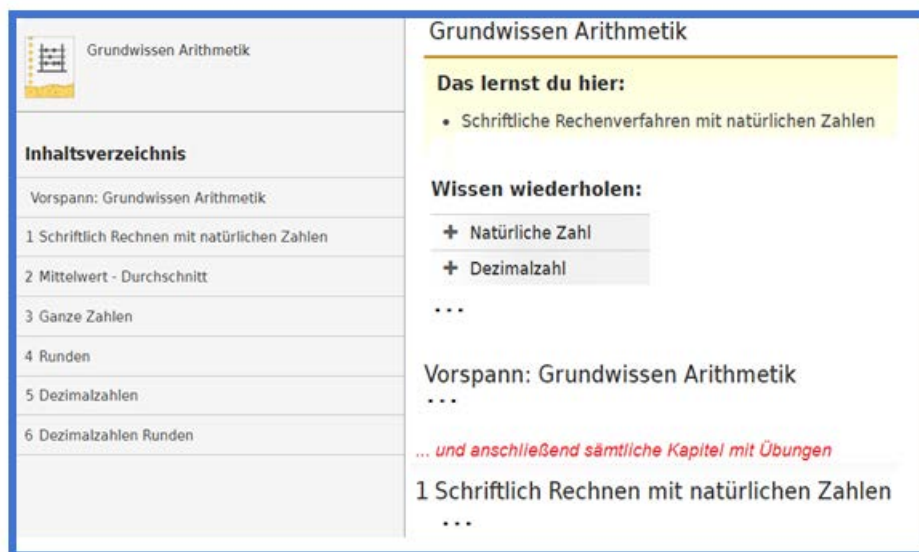 Grundwissen Arithmetik
Inhaltsverzeichnis
Vorspann: Grundwissen Arithmetik
1 Schriftlich Rechnen mit natürlichen Zahlen
2 Mittelwert - Durchschnitt
3 Ganze Zahlen
4 Runden
5 Dezimalzahlen
6 Dezimalzahlen Runden
Grundwissen Arithmetik
Das lernst du hier:
• Schriftliche Rechenverfahren mit natürlichen Zahlen
Wissen wiederholen:
+ Natürliche Zahl
+ Dezimalzahl
...
Vorspann: Grundwissen Arithmetik
...
... und anschließend sämtliche Kapitel mit Übungen
1 Schriftlich Rechnen mit natürlichen Zahlen
...